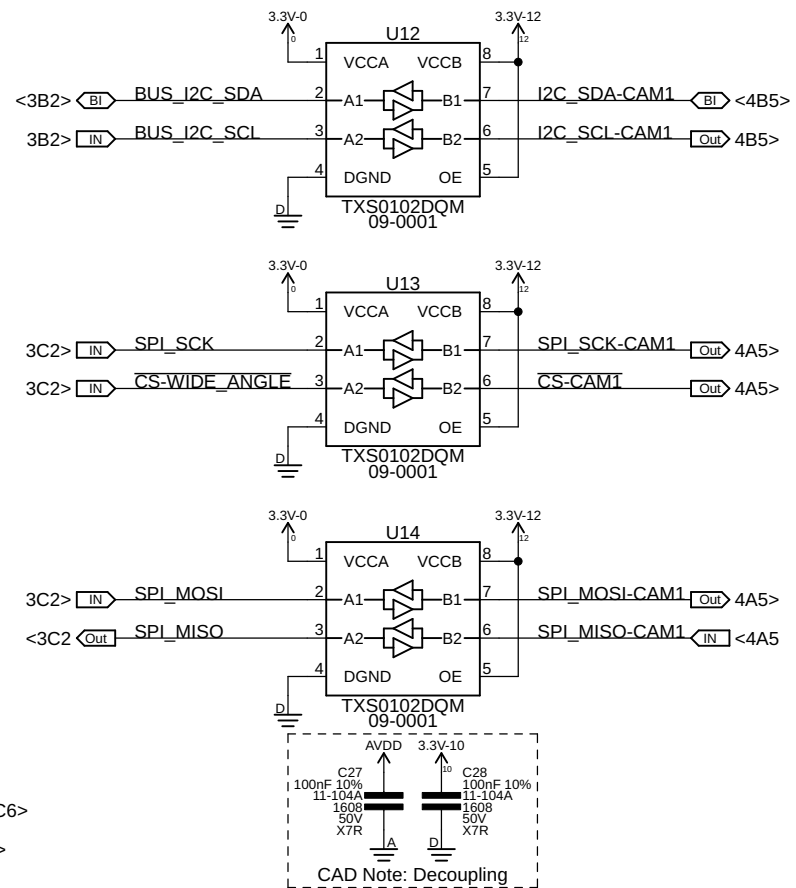 3.3V-0
3.3V-12
0
U12
12
1
VCCA
VCCB
8
<3B2>
BI
BUS_I2C_SDA
2
A1
B1
7
I2C_SDA-CAM1
BI
<4B5>
3B2>
IN
BUS_I2C_SCL
3
A2
B2
6
I2C_SCL-CAM1
Out
4B5>
4
DGND
OE
5
D
TXS0102DQM
09-0001
3.3V-0
3.3V-12
0
U13
12
1
VCCA
VCCB
8
3C2>
IN
SPI_SCK
2
A1
B1
7
SPI_SCK-CAM1
Out
4A5>
3C2>
IN
CS-WIDE_ANGLE
3
A2
B2
6
CS-CAM1
Out
4A5>
4
DGND
OE
5
D
TXS0102DQM
09-0001
3.3V-0
3.3V-12
0
U14
12
1
VCCA
VCCB
8
3C2>
IN
SPI_MOSI
2
A1
B1
7
SPI_MOSI-CAM1
Out
4A5>
<3C2
Out
SPI_MISO
3
A2
B2
6
SPI_MISO-CAM1
IN
<4A5
4
DGND
OE
5
D
TXS0102DQM
09-0001
AVDD
3.3V-10
10
C27
100nF 10%
11-104A
1608
50V
X7R
A
C28
100nF 10%
11-104A
1608
50V
X7R
D
CAD Note: Decoupling
C6>
>